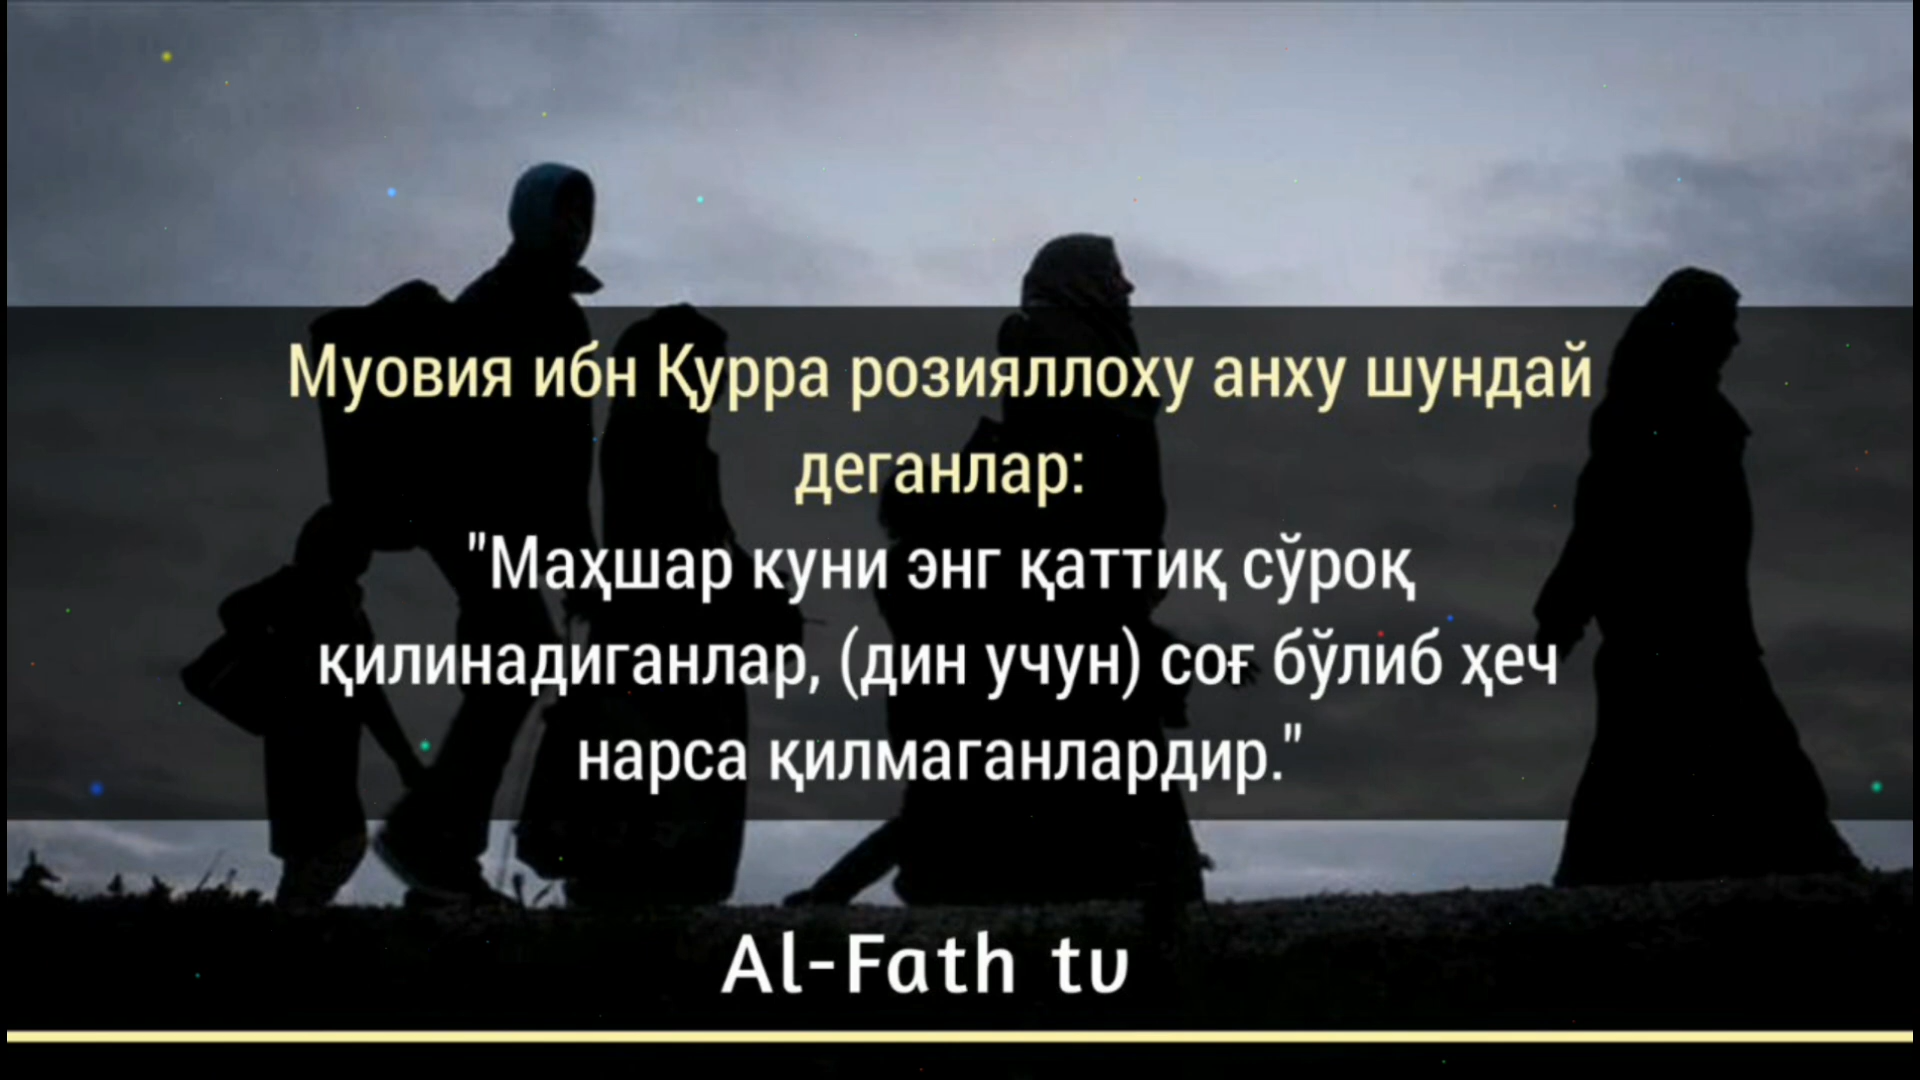 Муовия ибн Қурра розияллоху анху шундай
деганлар:
"Маҳшар куни энг қаттиқ сўроқ
қилинадиганлар, (дин учун) соғ бўлиб ҳеч
нарса қилмаганлардир."
Al-Fath tv